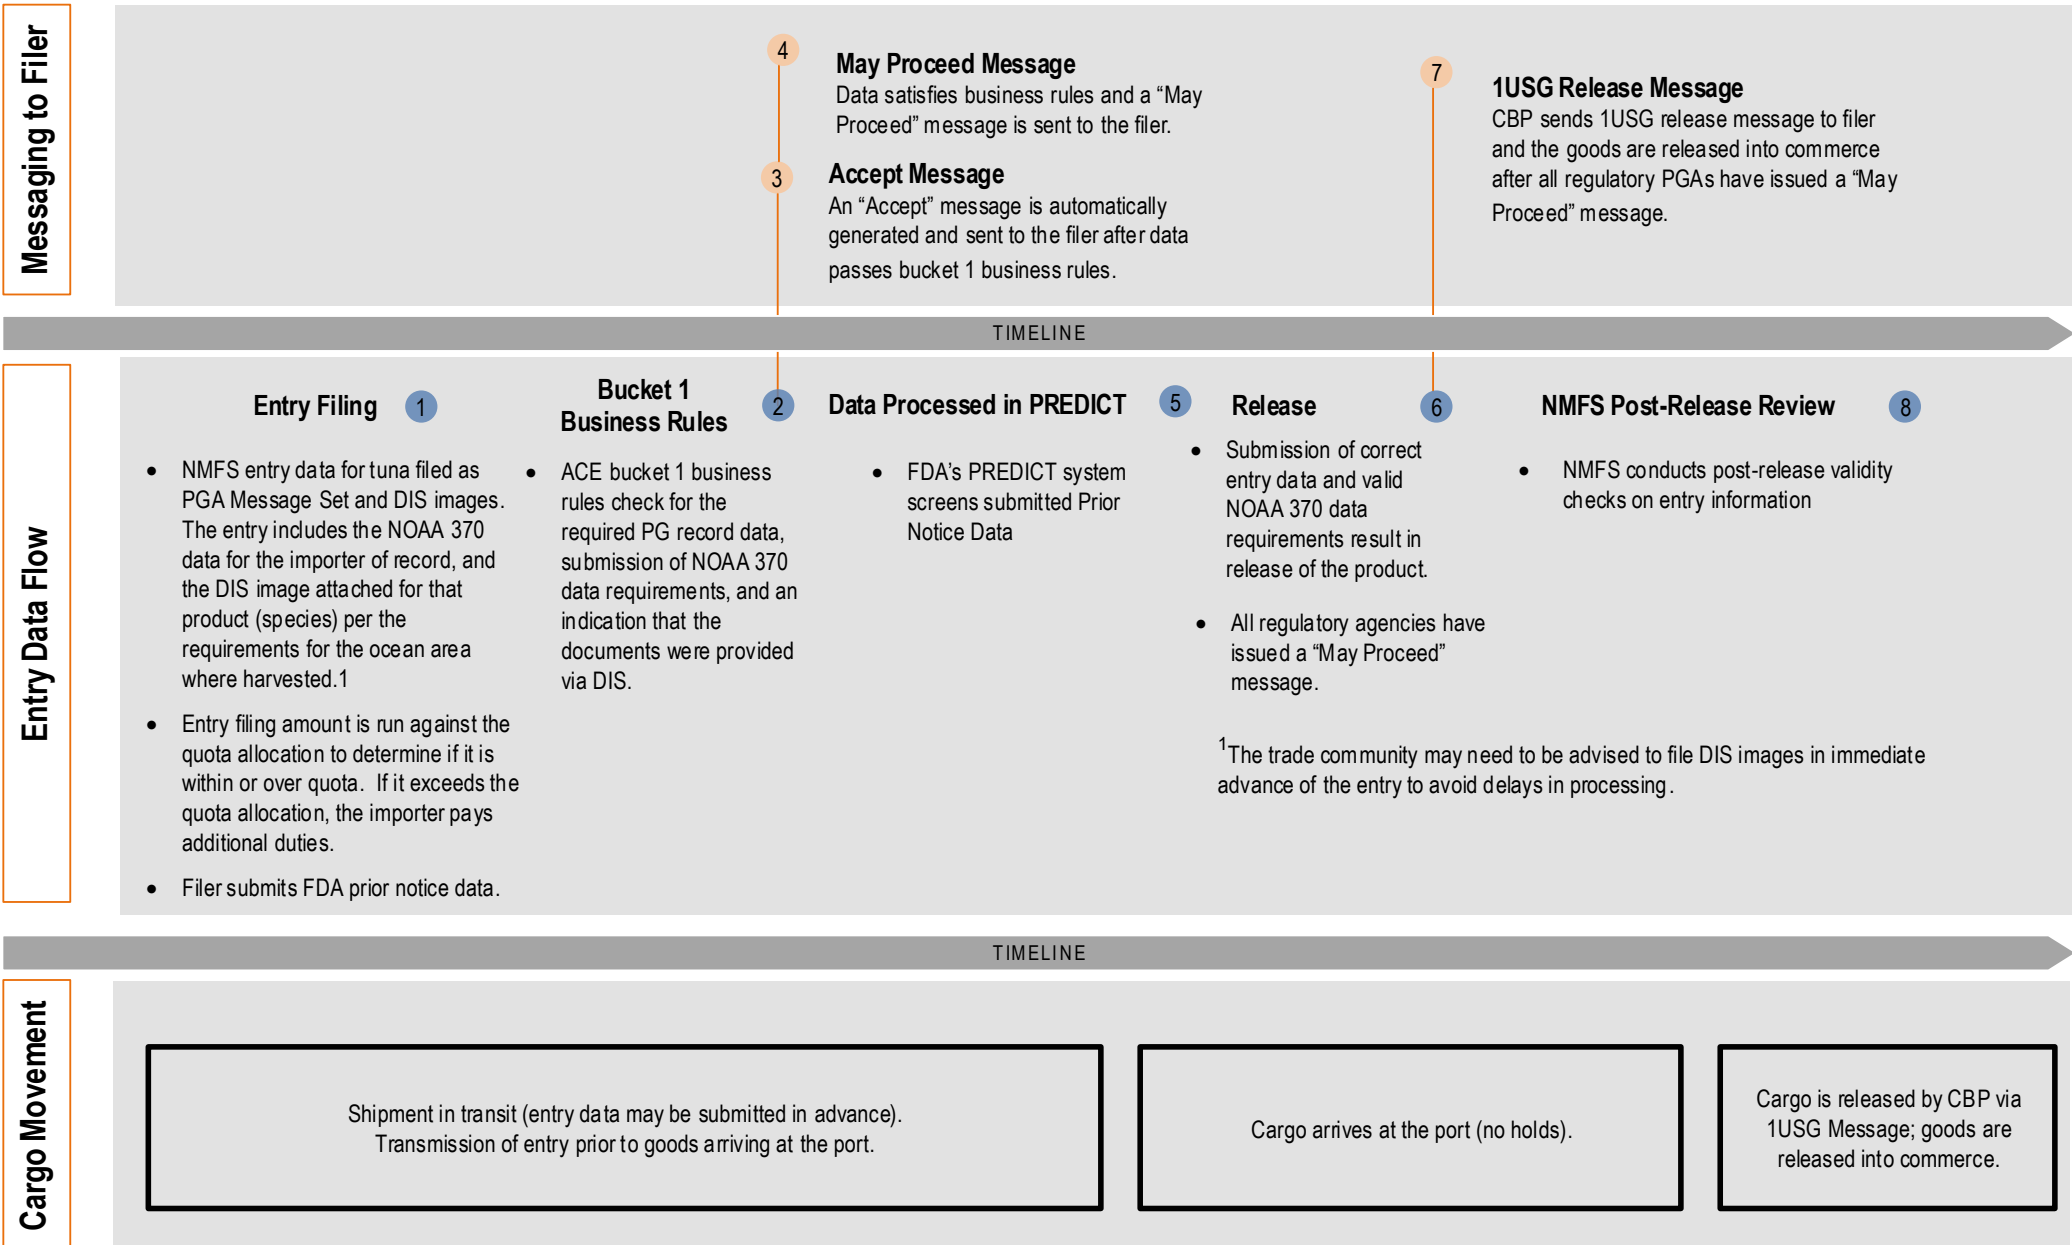 Messaging to Filer
4
May Proceed Message
Data satisfies business rules and a “May
Proceed” message is sent to the filer.
3
Accept Message
An “Accept” message is automatically
generated and sent to the filer after data
passes bucket 1 business rules.
7
1USG Release Message
CBP sends 1USG release message to filer
and the goods are released into commerce
after all regulatory PGAs have issued a “May
Proceed” message.
TIMELINE
Entry Data Flow
Entry Filing
1
● NMFS entry data for tuna filed as
PGA Message Set and DIS images.
The entry includes the NOAA 370
data for the importer of record, and
the DIS image attached for that
product (species) per the
requirements for the ocean area
where harvested.1
● Entry filing amount is run against the
quota allocation to determine if it is
within or over quota. If it exceeds the
quota allocation, the importer pays
additional duties.
● Filer submits FDA prior notice data.
Bucket 1
Business Rules
2
● ACE bucket 1 business
rules check for the
required PG record data,
submission of NOAA 370
data requirements, and an
indication that the
documents were provided
via DIS.
Data Processed in PREDICT
5
● FDA’s PREDICT system
screens submitted Prior
Notice Data
Release
6
● Submission of correct
entry data and valid
NOAA 370 data
requirements result in
release of the product.
● All regulatory agencies have
issued a “May Proceed”
message.
NMFS Post-Release Review
8
● NMFS conducts post-release validity
checks on entry information
1The trade community may need to be advised to file DIS images in immediate
advance of the entry to avoid delays in processing.
TIMELINE
Cargo Movement
Shipment in transit (entry data may be submitted in advance).
Transmission of entry prior to goods arriving at the port.
Cargo arrives at the port (no holds).
Cargo is released by CBP via
1USG Message; goods are
released into commerce.